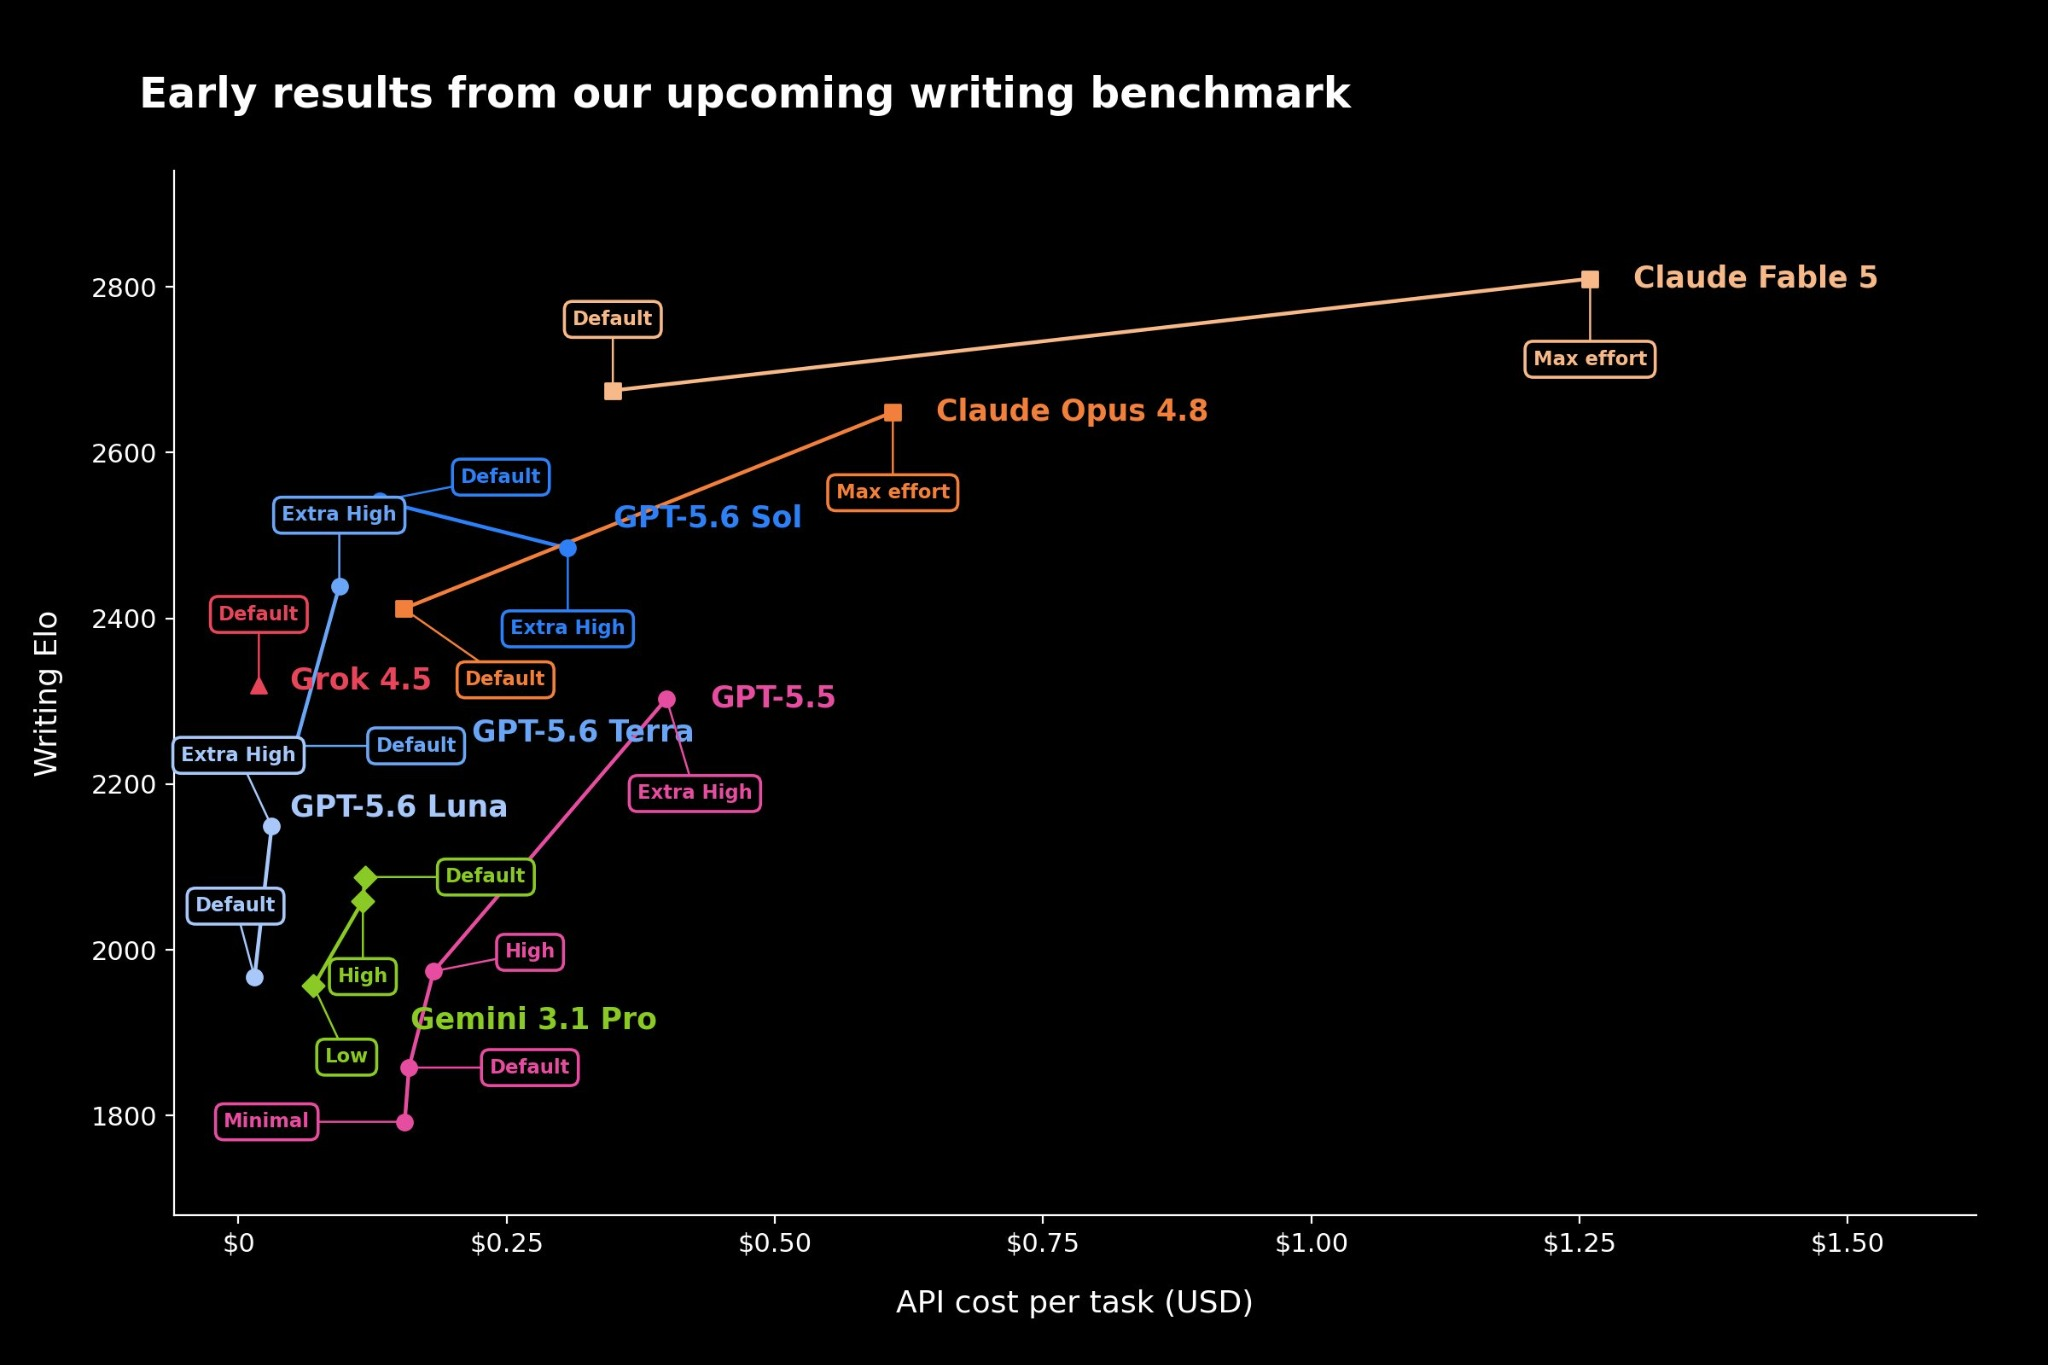 Early results from our upcoming writing benchmark
Writing Elo
2800
2600
2400
2200
2000
1800
Claude Fable 5
Default
Max effort
Claude Opus 4.8
Max effort
Default
Default
Extra High
GPT-5.6 Sol
Extra High
Default
Grok 4.5
GPT-5.5
Extra High
Default
GPT-5.6 Terra
Extra High
GPT-5.6 Luna
Default
Default
High
High
Gemini 3.1 Pro
Low
Default
Minimal
$0
$0.25
$0.50
$0.75
$1.00
$1.25
$1.50
API cost per task (USD)